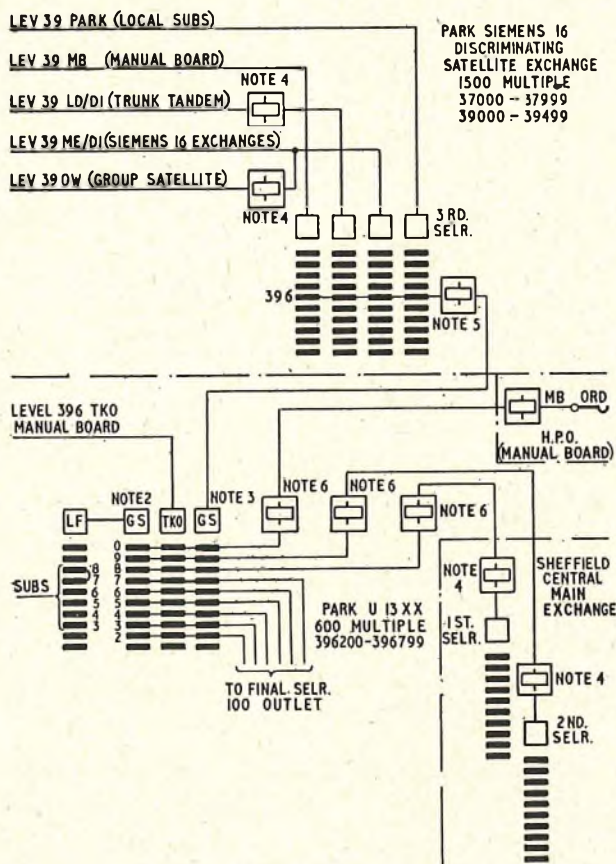 LEV 39 PARK (LOCAL SUBS)
LEV 39 MB (MANUAL BOARD)
LEV 39 LD/DI (TRUNK TANDEM)
LEV 39 ME/DI (SIEMENS 16 EXCHANGES)
LEV 39 OW (GROUP SATELLITE)
NOTE 4
NOTE 4
PARK SIEMENS 16
DISCRIMINATING
SATELLITE EXCHANGE
1500 MULTIPLE
37000 - 37999
39000 - 39499
3 RD.
SELR.
396
NOTE 5
LEVEL 396 TKO
MANUAL BOARD
MB ORD
H.P.O.
(MANUAL BOARD)
NOTE 2
NOTE 3
NOTE 6
NOTE 6
NOTE 6
LF
GS
TKO
GS
0
9
8
7
6
5
4
3
2
SUBS
8
7
6
5
4
3
PARK U 13 XX
600 MULTIPLE
396200-396799
TO FINAL SELR.
100 OUTLET
NOTE
4
SHEFFIELD
CENTRAL
MAIN
EXCHANGE
1 ST.
SELR.
NOTE 4
2ND.
SELR.